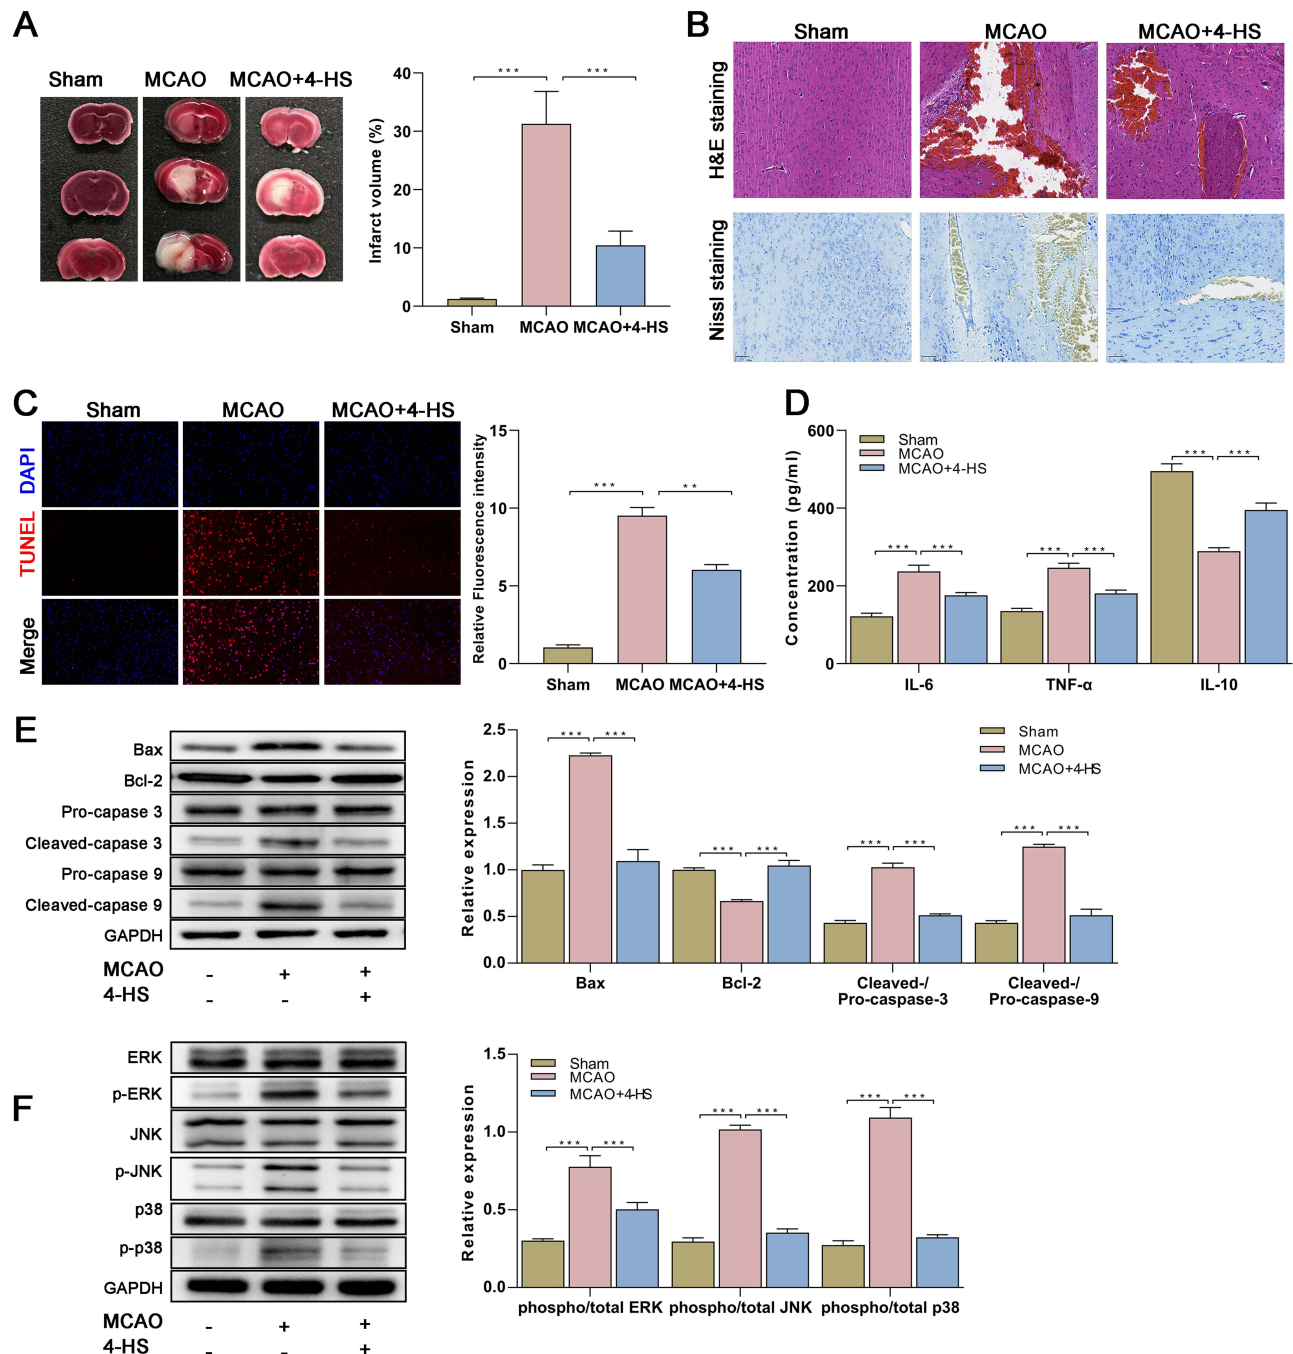 A
Sham MCAO MCAO+4-HS
Infarct volume (%)
40
30
20
10
0
*** ***
Sham MCAO MCAO+4-HS
B
Sham MCAO MCAO+4-HS
H&E staining
Nissl staining
C
Sham MCAO MCAO+4-HS
DAPI
TUNEL
Merge
Relative Fluorescence intensity
15
10
5
0
*** **
Sham MCAO MCAO+4-HS
D
Concentration (pg/ml)
600
400
200
0
Sham
MCAO
MCAO+4-HS
*** *** *** *** *** ***
IL-6 TNF-α IL-10
E
Bax
Bcl-2
Pro-capase 3
Cleaved-capase 3
Pro-capase 9
Cleaved-capase 9
GAPDH
MCAO - + +
4-HS - - +
Relative expression
2.5
2.0
1.5
1.0
0.5
0.0
Sham
MCAO
MCAO+4-HS
*** *** *** *** *** *** *** ***
Bax Bcl-2 Cleaved-/ Cleaved-/
Pro-caspase-3 Pro-caspase-9
F
ERK
p-ERK
JNK
p-JNK
p38
p-p38
GAPDH
MCAO - + +
4-HS - - +
Relative expression
1.5
1.0
0.5
0.0
Sham
MCAO
MCAO+4-HS
*** *** *** *** *** ***
phospho/total ERK phospho/total JNK phospho/total p38